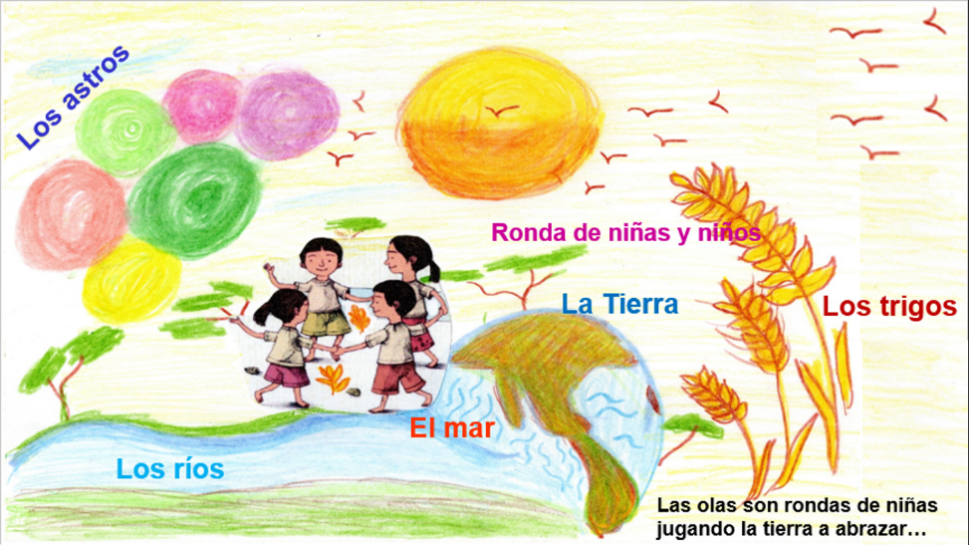 Los astros
Ronda de niñas y niños
La Tierra
Los trigos
El mar
Los ríos
Las olas son rondas de niñas
jugando la tierra a abrazar…